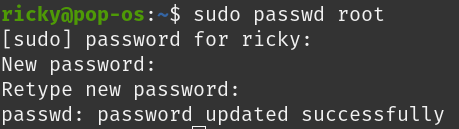 ricky@pop-os:~$ sudo passwd root
[sudo] password for ricky:
New password:
Retype new password:
passwd: password updated successfully